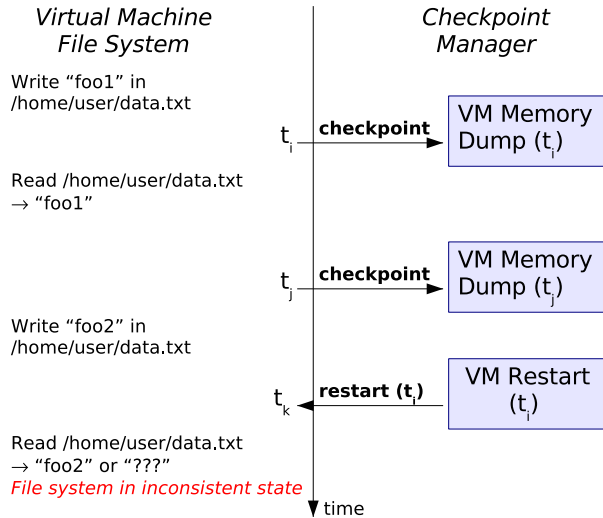 Virtual Machine
File System
Checkpoint
Manager
Write “foo1” in
/home/user/data.txt
t_i
checkpoint
VM Memory
Dump (t_i)
Read /home/user/data.txt
→ “foo1”
t_j
checkpoint
VM Memory
Dump (t_j)
Write “foo2” in
/home/user/data.txt
t_k
restart (t_i)
VM Restart
(t_i)
Read /home/user/data.txt
→ “foo2” or “???”
File system in inconsistent state
time